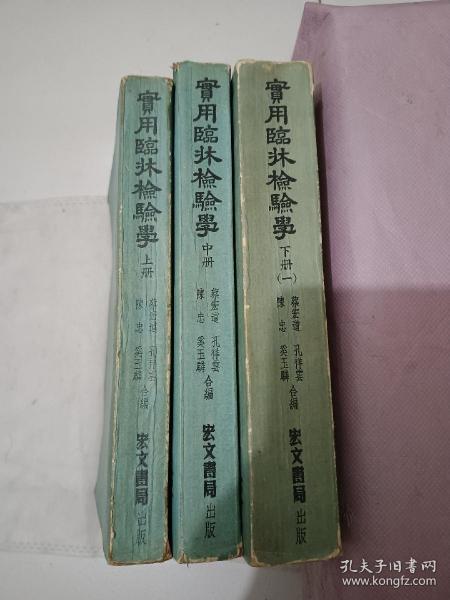 實用臨牀檢驗學
上册
蔡宏道 孔祥雲
陳忠 奚玉麟 合編
宏文書局 出版
實用臨牀檢驗學
中册
蔡宏道 孔祥雲
陳忠 奚玉麟 合編
宏文書局 出版
實用臨牀檢驗學
下册(一)
蔡宏道 孔祥雲
陳忠 奚玉麟 合編
宏文書局 出版
孔夫子旧书网
www.kongfz.com